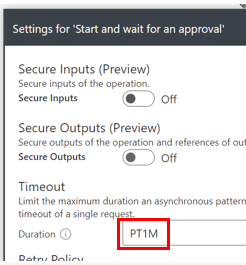 Settings for 'Start and wait for an approval'
Secure Inputs (Preview)
Secure inputs of the operation.
Secure Inputs
Off
Secure Outputs (Preview)
Secure outputs of the operation and references of out
Secure Outputs
Off
Timeout
Limit the maximum duration an asynchronous pattern
timeout of a single request.
Duration
PT1M
Retry Policy